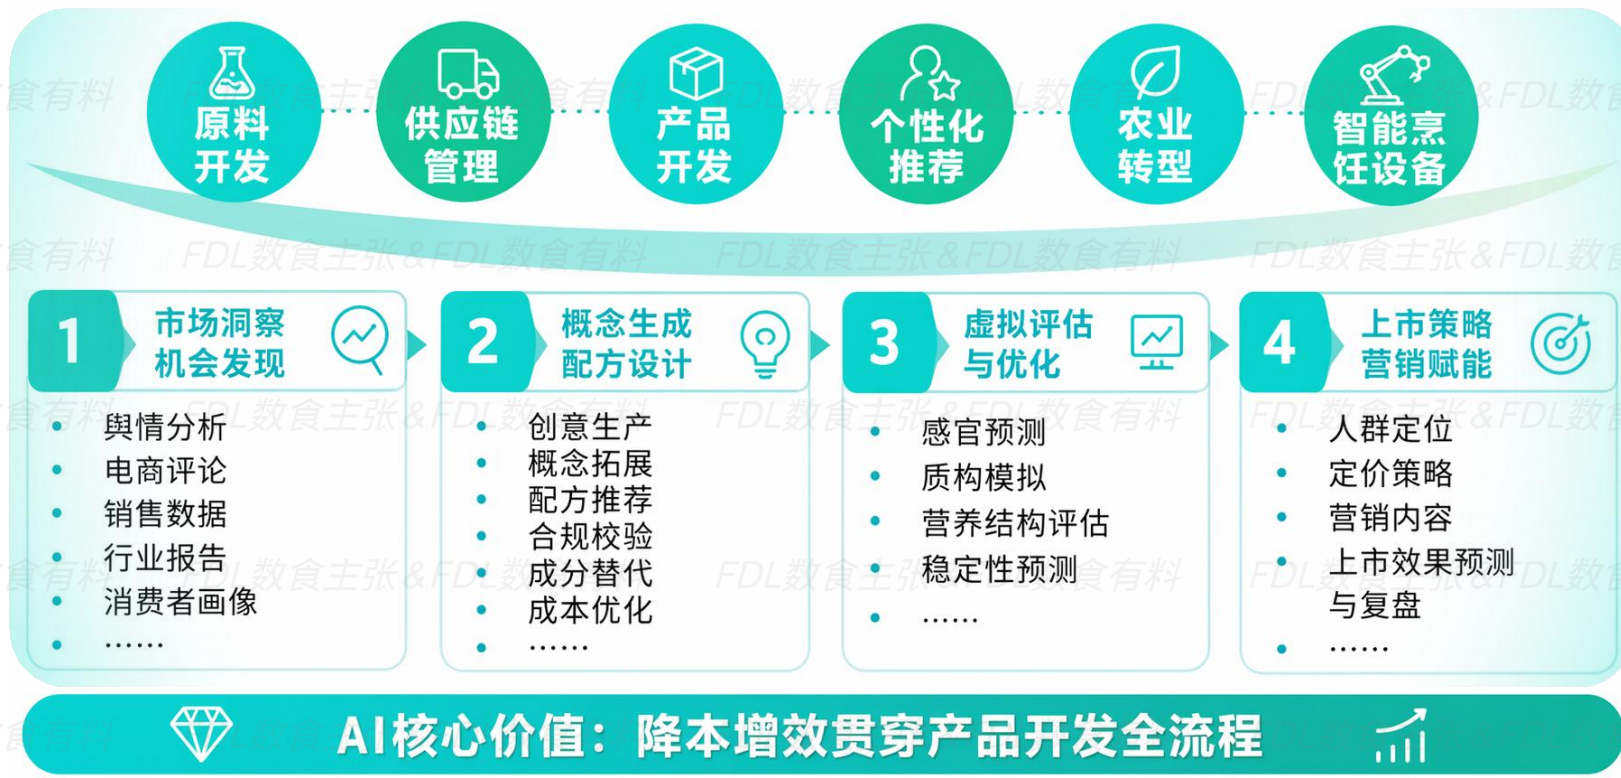 原料
开发
供应链
管理
产品
开发
个性化
推荐
农业
转型
智能烹
饪设备
1
市场洞察
机会发现
• 舆情分析
• 电商评论
• 销售数据
• 行业报告
• 消费者画像
• ……
2
概念生成
配方设计
• 创意生产
• 概念拓展
• 配方推荐
• 合规校验
• 成分替代
• 成本优化
• ……
3
虚拟评估
与优化
• 感官预测
• 质构模拟
• 营养结构评估
• 稳定性预测
• ……
4
上市策略
营销赋能
• 人群定位
• 定价策略
• 营销内容
• 上市效果预测
与复盘
• ……
AI核心价值：降本增效贯穿产品开发全流程
FDL数食主张&FDL数食有料